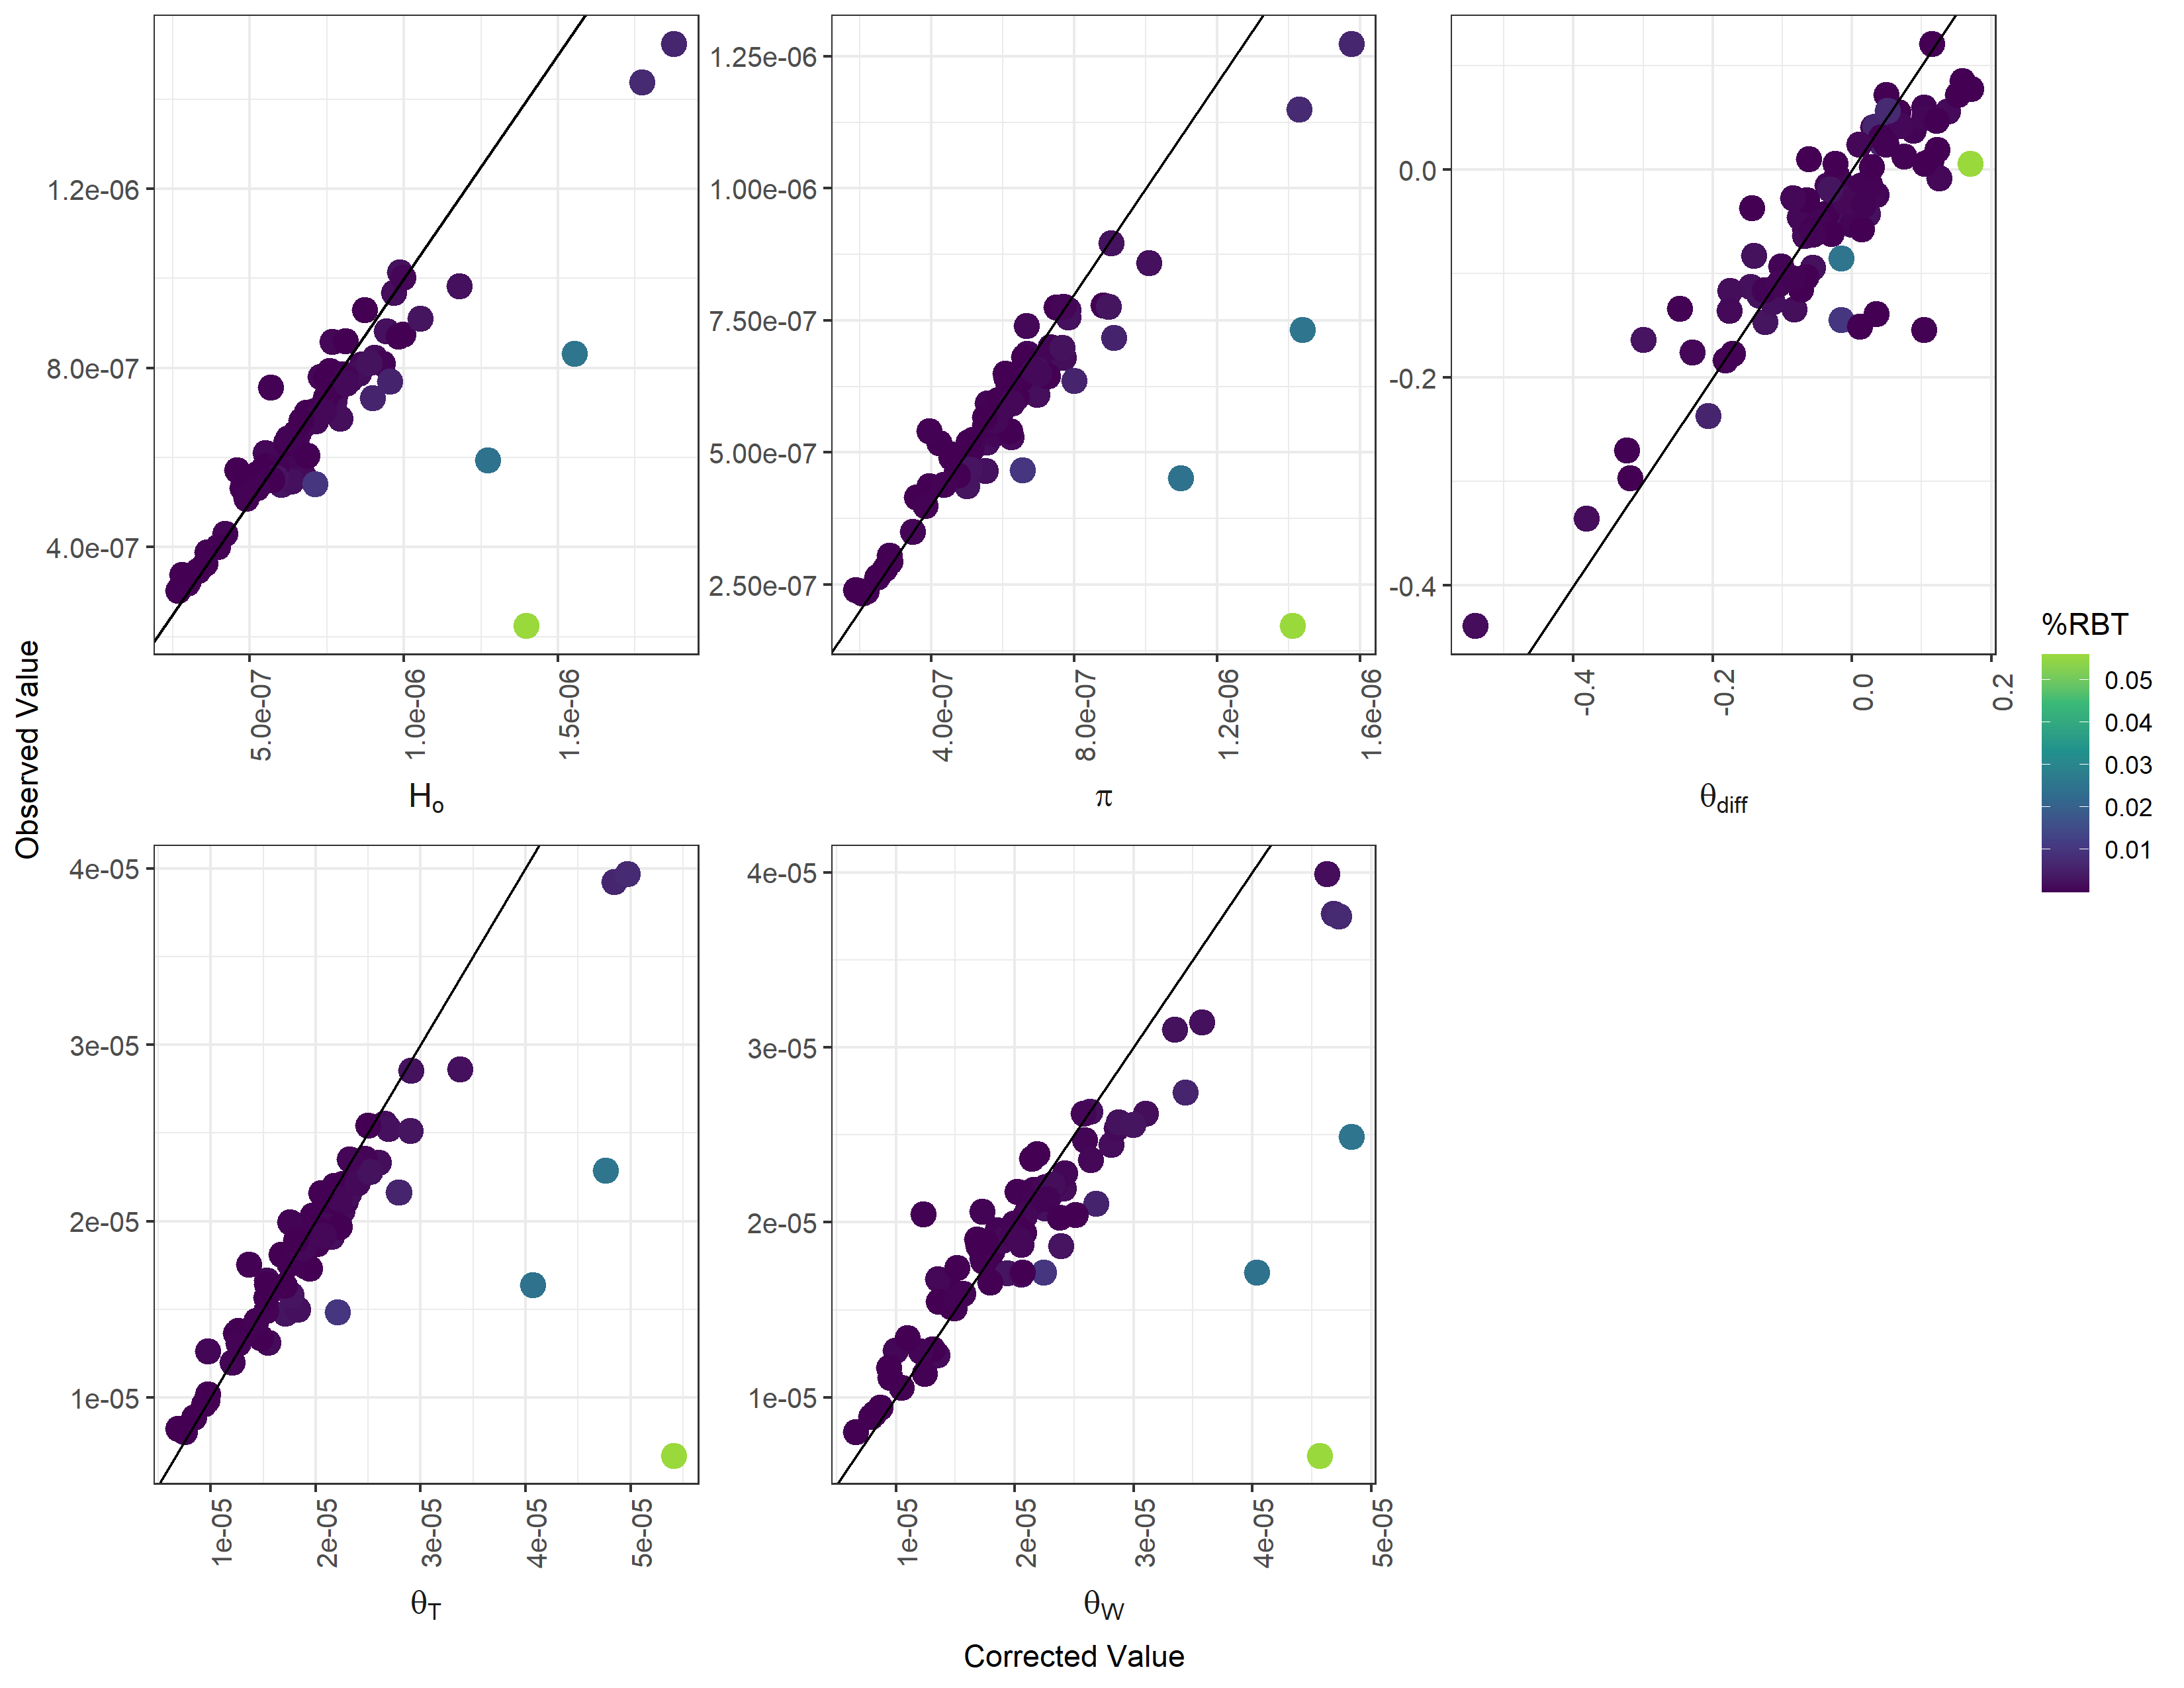 Observed Value
1.2e-06
8.0e-07
4.0e-07
5.0e-07
1.0e-06
1.5e-06
Ho
1.25e-06
1.00e-06
7.50e-07
5.00e-07
2.50e-07
4.0e-07
8.0e-07
1.2e-06
1.6e-06
π
0.0
-0.2
-0.4
-0.4
-0.2
0.0
0.2
θdiff
%RBT
0.05
0.04
0.03
0.02
0.01
4e-05
3e-05
2e-05
1e-05
1e-05
2e-05
3e-05
4e-05
5e-05
θT
4e-05
3e-05
2e-05
1e-05
1e-05
2e-05
3e-05
4e-05
5e-05
θW
Corrected Value